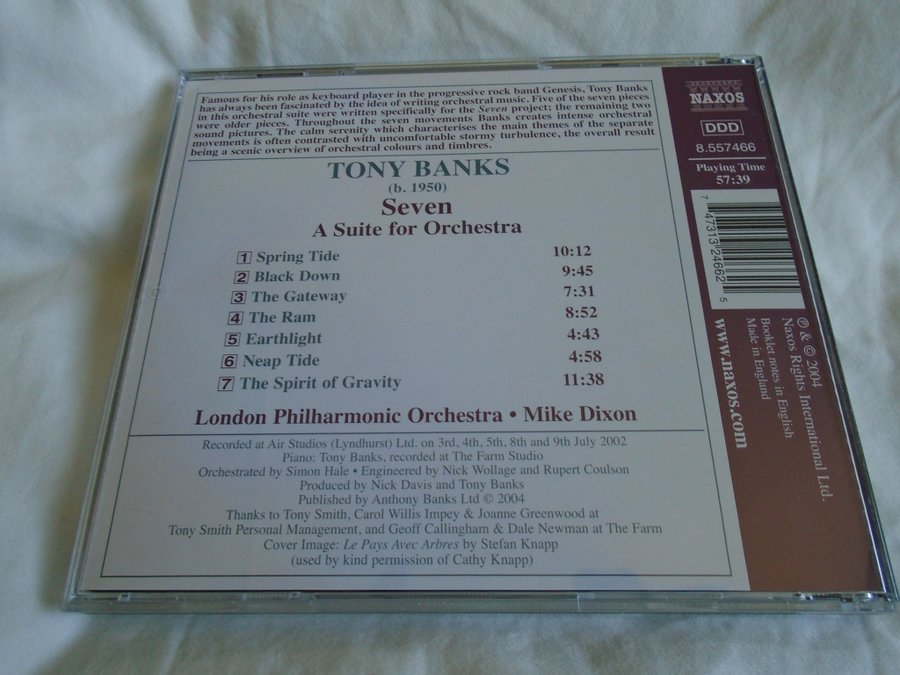 Famous for his role as keyboard player in the progressive rock band Genesis, Tony Banks
has always been fascinated by the idea of writing orchestral music. Five of the seven pieces
in this orchestral suite were written specifically for the Seven project; the remaining two
were older pieces. Throughout the seven movements Banks creates intense orchestral
sound pictures. The calm serenity which characterises the main themes of the separate
movements is often contrasted with uncomfortable stormy turbulence, the overall result
being a scenic overview of orchestral colours and timbres.
TONY BANKS
(b. 1950)
Seven
A Suite for Orchestra
1 Spring Tide 10:12
2 Black Down 9:45
3 The Gateway 7:31
4 The Ram 8:52
5 Earthlight 4:43
6 Neap Tide 4:58
7 The Spirit of Gravity 11:38
London Philharmonic Orchestra • Mike Dixon
Recorded at Air Studios (Lyndhurst) Ltd. on 3rd, 4th, 5th, 8th and 9th July 2002
Piano: Tony Banks, recorded at The Farm Studio
Orchestrated by Simon Hale • Engineered by Nick Wollage and Rupert Coulson
Produced by Nick Davis and Tony Banks
Published by Anthony Banks Ltd © 2004
Thanks to Tony Smith, Carol Willis Impey & Joanne Greenwood at
Tony Smith Personal Management, and Geoff Callingham & Dale Newman at The Farm
Cover Image: Le Pays Avec Arbres by Stefan Knapp
(used by kind permission of Cathy Knapp)
NAXOS
DDD
8.557466
Playing Time
57:39
7 47313 24662 5
℗ & © 2004
Naxos Rights International Ltd.
Booklet notes in English
Made in England
www.naxos.com